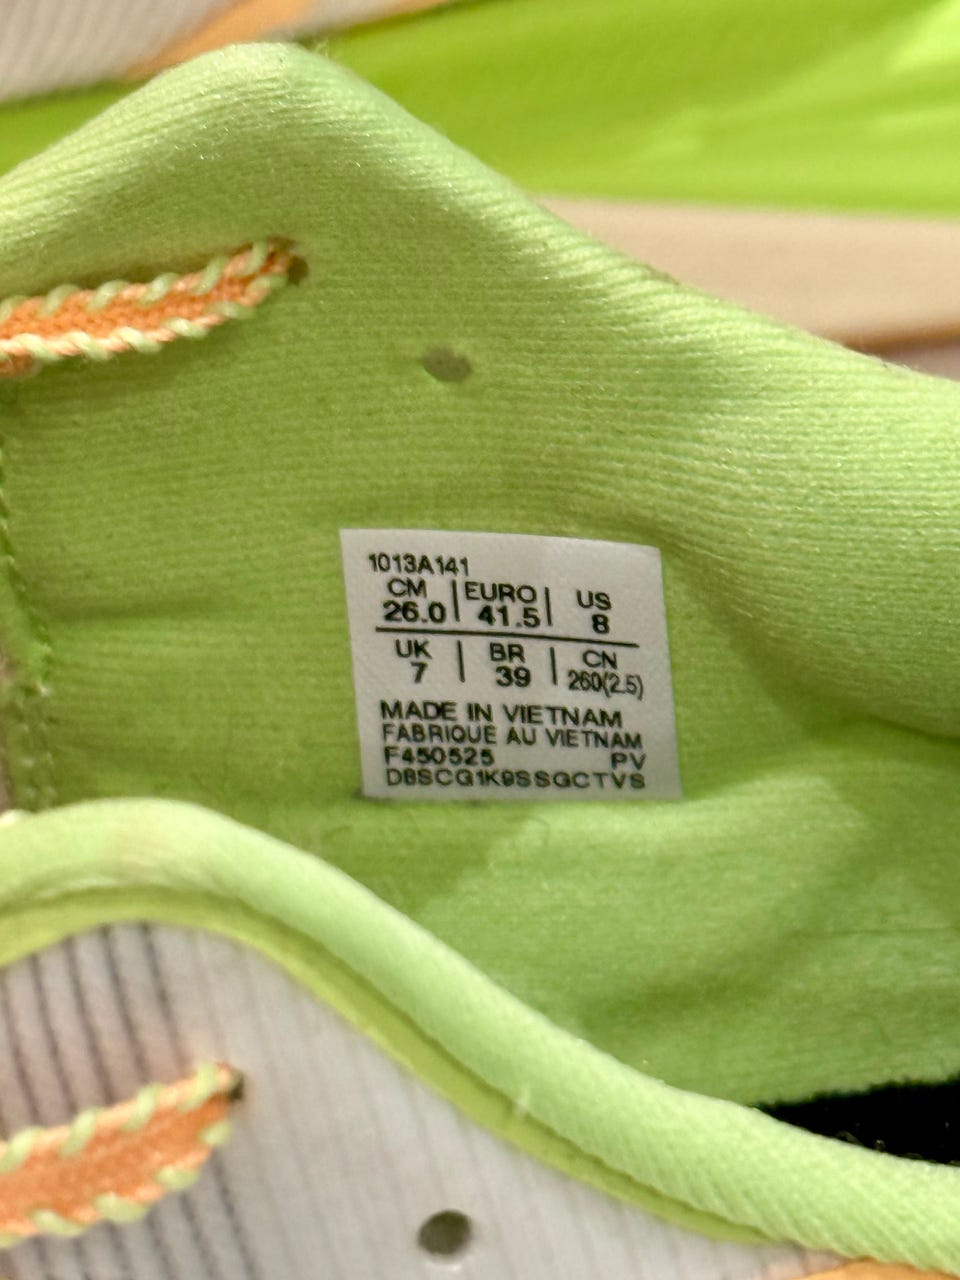 1013A141
CM | EURO | US
26.0 | 41.5 | 8
UK | BR | CN
7 | 39 | 260(2.5)
MADE IN VIETNAM
FABRIQUE AU VIETNAM
F450525 PV
D8SCG1K9SSGCTVS